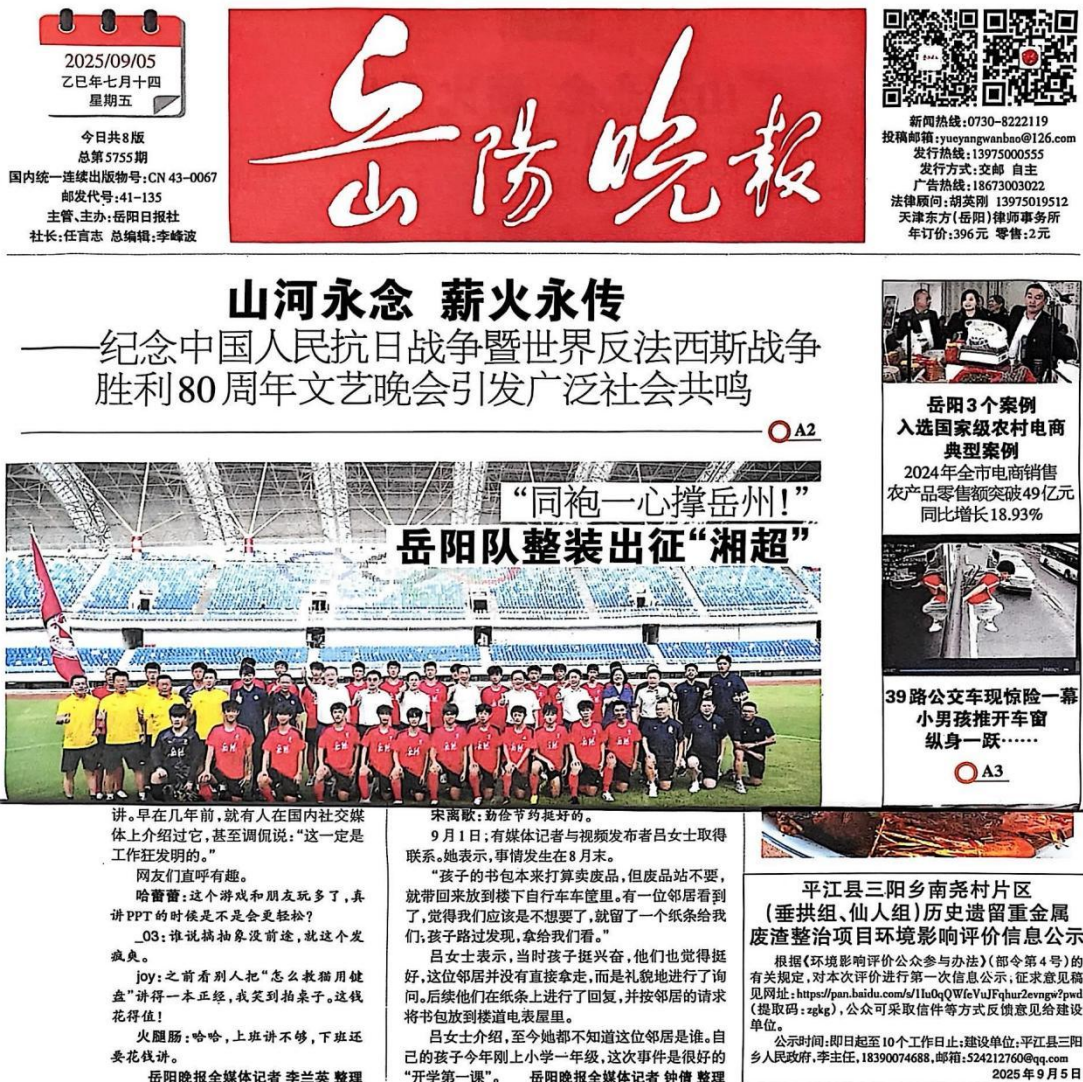 2025/09/05
乙巳年七月十四
星期五
今日共8版
总第5755期
国内统一连续出版物号:CN 43-0067
邮发代号:41-135
主管、主办:岳阳日报社
社长:任言志 总编辑:李峰波
岳陽晚報
新闻热线:0730-8222119
投稿邮箱:yueyangwanbao@126.com
发行热线:13975000555
发行方式:交邮 自主
广告热线:18673003022
法律顾问:胡英刚 13975019512
天津东方(岳阳)律师事务所
年订价:396元 零售:2元
山河永念 薪火永传
——纪念中国人民抗日战争暨世界反法西斯战争
胜利80周年文艺晚会引发广泛社会共鸣
A2
“同袍一心撑岳州!”
岳阳队整装出征“湘超”
岳阳3个案例
入选国家级农村电商
典型案例
2024年全市电商销售
农产品零售额突破49亿元
同比增长18.93%
39路公交车现惊险一幕
小男孩推开车窗
纵身一跃……
A3
讲。早在几年前,就有人在国内社交媒
体上介绍过它,甚至调侃说:“这一定是
工作狂发明的。”
网友们直呼有趣。
哈蕾蕾:这个游戏和朋友玩多了,真
讲PPT的时候是不是会更轻松?
_03:谁说搞抽象没前途,就这个发
疯爽。
joy:之前看别人把“怎么教猫用键
盘”讲得一本正经,我笑到拍桌子。这钱
花得值!
火腿肠:哈哈,上班讲不够,下班还
要花钱讲。
岳阳晚报全媒体记者 李兰英 整理
宋离歌:勤俭节约挺好的。
9月1日;有媒体记者与视频发布者吕女士取得
联系。她表示,事情发生在8月末。
“孩子的书包本来打算卖废品,但废品站不要,
就带回来放到楼下自行车车筐里。有一位邻居看到
了,觉得我们应该是不想要了,就留了一个纸条给我
们;孩子路过发现,拿给我们看。”
吕女士表示,当时孩子挺兴奋,他们也觉得挺
好,这位邻居并没有直接拿走,而是礼貌地进行了询
问。后续他们在纸条上进行了回复,并按邻居的请求
将书包放到楼道电表屋里。
吕女士介绍,至今她都不知道这位邻居是谁。自
己的孩子今年刚上小学一年级,这次事件是很好的
“开学第一课”。 岳阳晚报全媒体记者 钟倩 整理
平江县三阳乡南尧村片区
(垂拱组、仙人组)历史遗留重金属
废渣整治项目环境影响评价信息公示
根据《环境影响评价公众参与办法》(部令第4号)的
有关规定,对本次评价进行第一次信息公示;征求意见稿
见网址:https://pan.baidu.com/s/1Iu0qQWfeVuJFqhur2evngw?pwd
(提取码:zgkg),公众可采取信件等方式反馈意见给建设
单位。
公示时间:即日起至10个工作日止;建设单位:平江县三阳
乡人民政府,李主任,18390074688,邮箱:524212760@qq.com
2025年9月5日